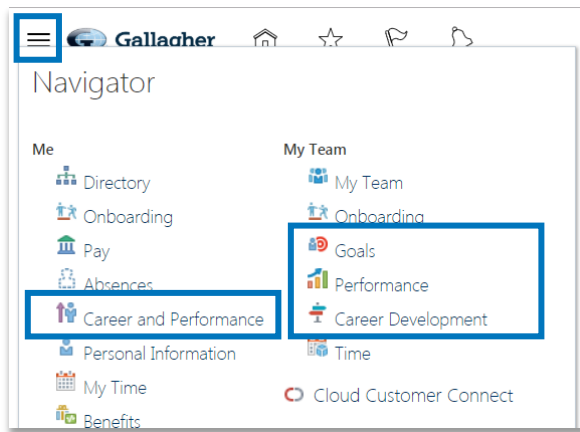 Gallagher
Navigator
Me
Directory
Onboarding
Pay
Absences
Career and Performance
Personal Information
My Time
Benefits
My Team
My Team
Onboarding
Goals
Performance
Career Development
Time
Cloud Customer Connect